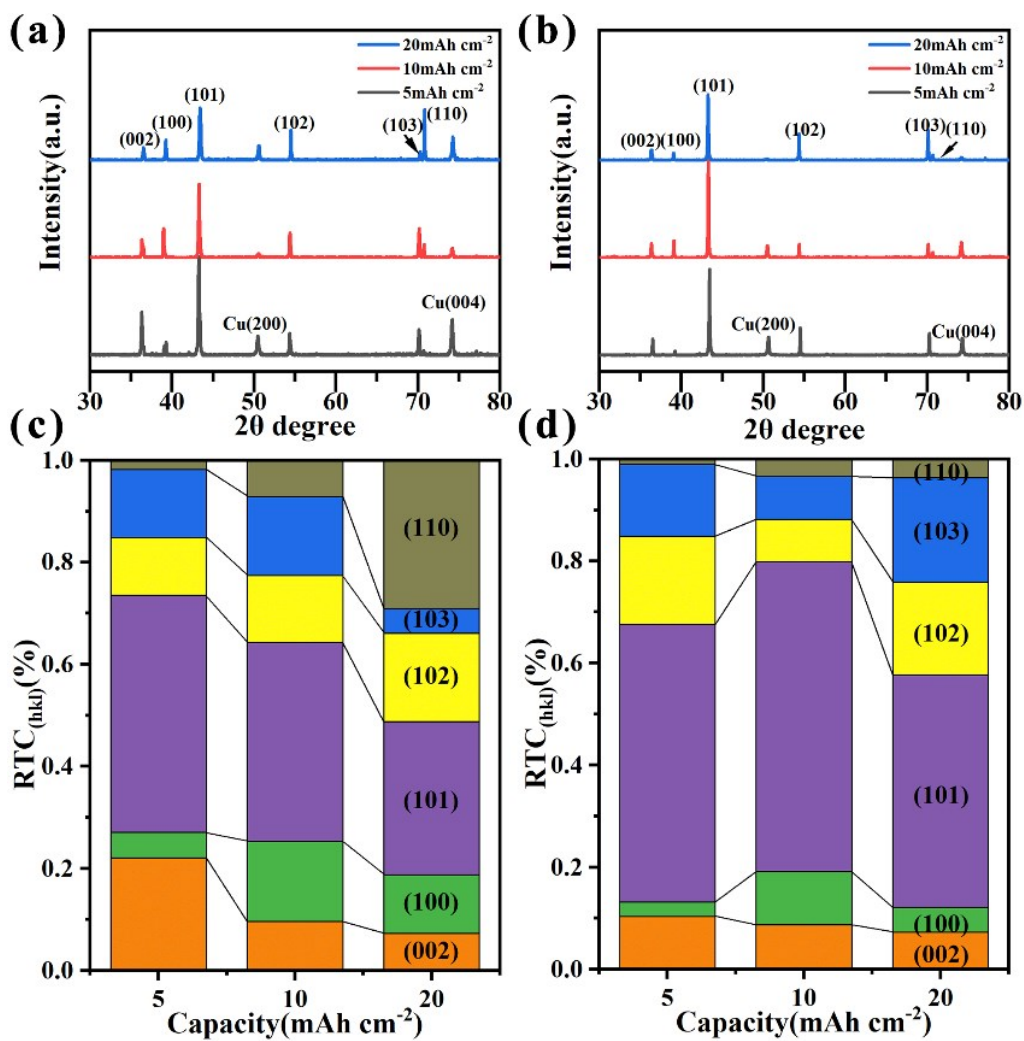 (a)
20mAh cm⁻²
10mAh cm⁻²
5mAh cm⁻²
(002)
(100)
(101)
(102)
(103)
(110)
Cu(200)
Cu(004)
Intensity(a.u.)
30 40 50 60 70 80
2θ degree
(b)
20mAh cm⁻²
10mAh cm⁻²
5mAh cm⁻²
(002)
(100)
(101)
(102)
(103)
(110)
Cu(200)
Cu(004)
Intensity(a.u.)
30 40 50 60 70 80
2θ degree
(c)
1.0
0.8
0.6
0.4
0.2
0.0
RTC(hkl)(%)
(110)
(103)
(102)
(101)
(100)
(002)
5 10 20
Capacity(mAh cm⁻²)
(d)
1.0
0.8
0.6
0.4
0.2
0.0
RTC(hkl)(%)
(110)
(103)
(102)
(101)
(100)
(002)
5 10 20
Capacity(mAh cm⁻²)